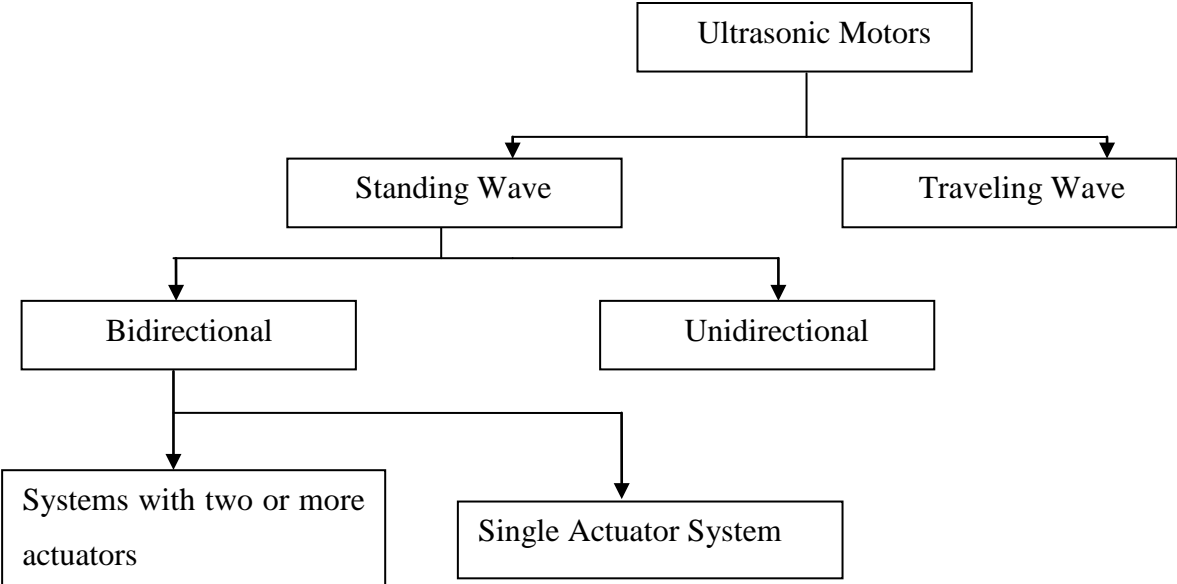 Ultrasonic Motors
Standing Wave
Traveling Wave
Bidirectional
Unidirectional
Systems with two or more
actuators
Single Actuator System